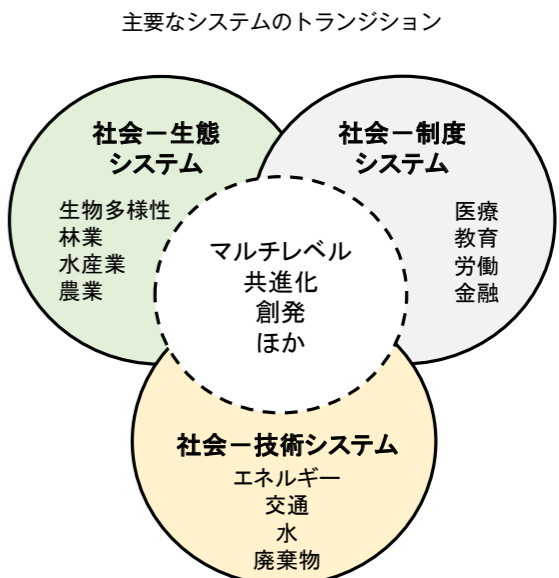 主要なシステムのトランジション
社会－生態
システム
生物多様性
林業
水産業
農業
社会－制度
システム
医療
教育
労働
金融
マルチレベル
共進化
創発
ほか
社会－技術システム
エネルギー
交通
水
廃棄物